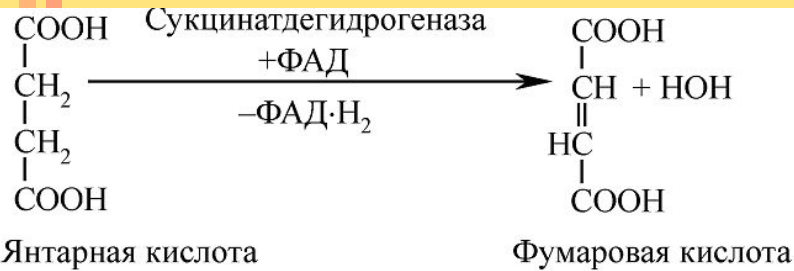 COOH Сукцинатдегидрогеназа COOH
+ФАД
CH₂ CH + HOH
–ФАД·H₂
CH₂ HC
COOH COOH
Янтарная кислота Фумаровая кислота